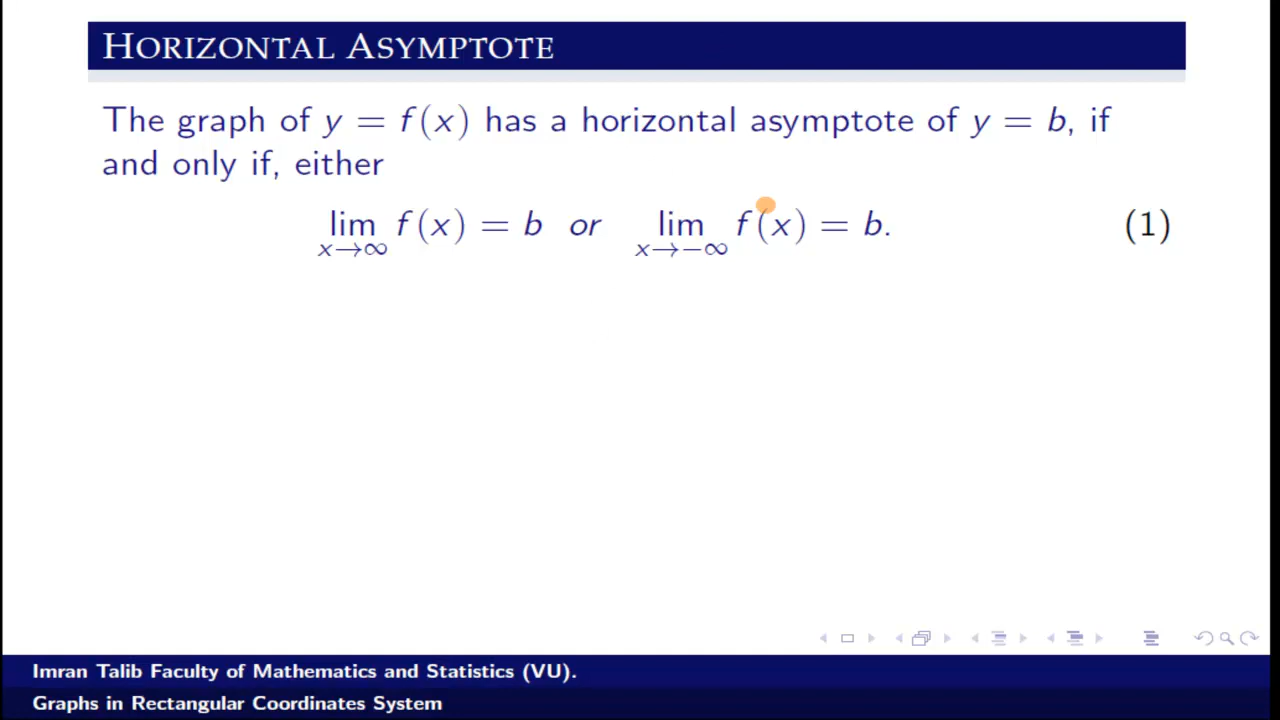 HORIZONTAL ASYMPTOTE
The graph of y = f(x) has a horizontal asymptote of y = b, if
and only if, either
lim f(x) = b or lim f(x) = b. (1)
x→∞ x→−∞
Imran Talib Faculty of Mathematics and Statistics (VU).
Graphs in Rectangular Coordinates System